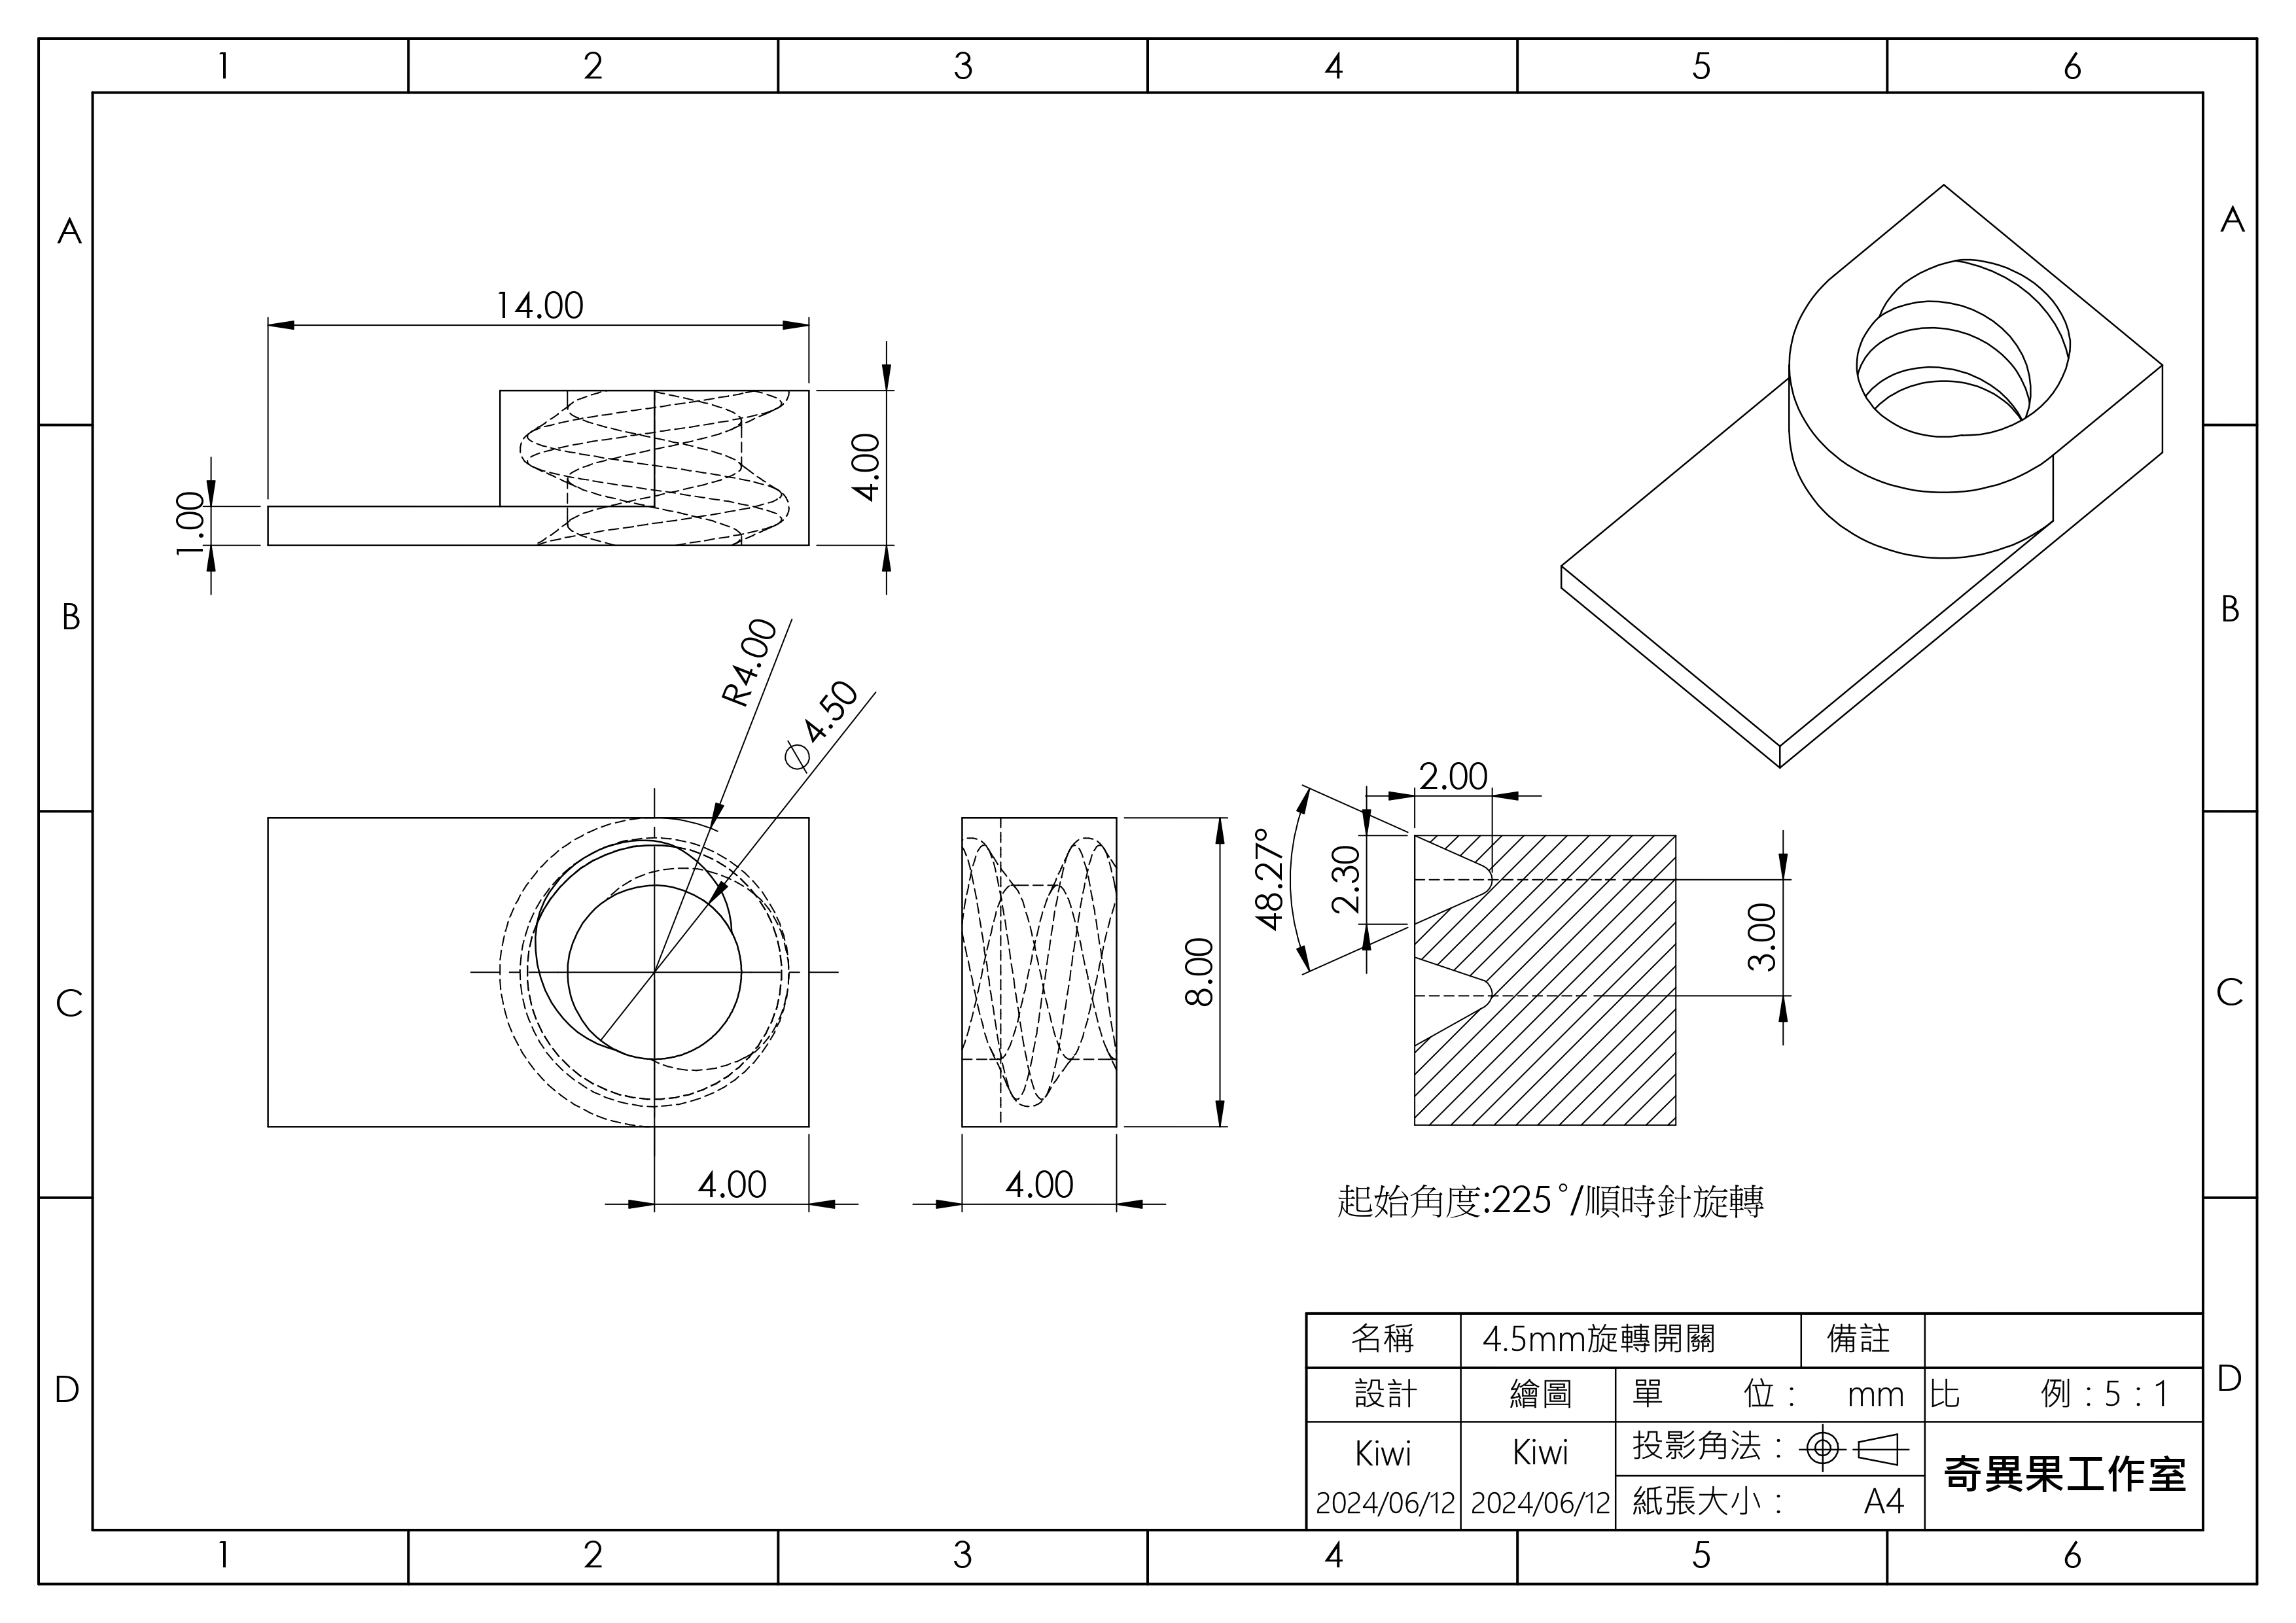 1 2 3 4 5 6
A A
14.00
4.00
1.00
B B
R4.00
⌀4.50
2.00
48.27°
2.30
3.00
8.00
C C
4.00
4.00
起始角度:225°/順時針旋轉
名稱 4.5mm旋轉開關 備註
設計 繪圖 單 位： mm 比 例：5：1
Kiwi Kiwi 投影角法：
奇異果工作室
2024/06/12 2024/06/12 紙張大小： A4
D D
1 2 3 4 5 6